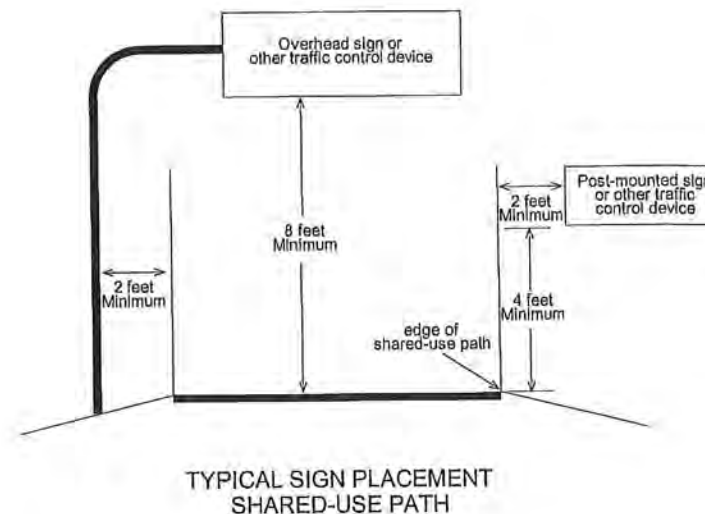 Overhead sign or
other traffic control device
Post-mounted sign
or other traffic
control device
2 feet
Minimum
8 feet
Minimum
2 feet
Minimum
4 feet
Minimum
edge of
shared-use path
TYPICAL SIGN PLACEMENT
SHARED-USE PATH